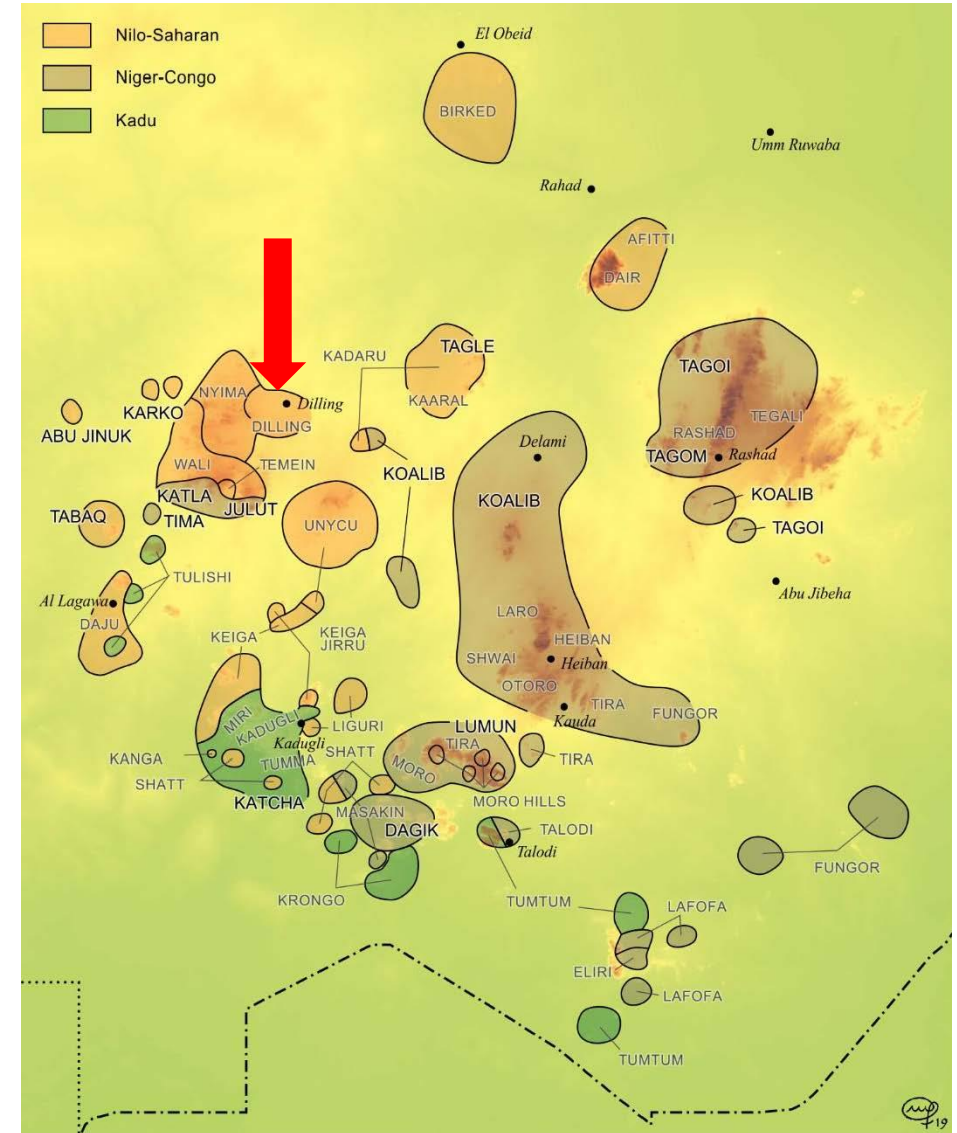 Nilo-Saharan
Niger-Congo
Kadu
El Obeid
BIRKED
Umm Ruwaba
Rahad
AFITTI
DAIR
KADARU
TAGLE
KAARAL
TAGOI
TEGALI
RASHAD
TAGOM
Rashad
NYIMA
Dilling
DILLING
KARKO
ABU JINUK
WALI
TEMEIN
KATLA
JULUT
TIMA
TABAQ
KOALIB
Delami
KOALIB
KOALIB
TAGOI
UNYCU
TULISHI
Al Lagawa
DAJU
Abu Jibeha
KEIGA
KEIGA
JIRRU
LARO
HEIBAN
SHWAI
Heiban
OTORO
TIRA
Kauda
FUNGOR
MIRI
KADUGLI
Kadugli
LIGURI
KANGA
SHATT
TUMMA
SHATT
KATCHA
LUMUN
TIRA
MORO
TIRA
MORO HILLS
MASAKIN
DAGIK
TALODI
Talodi
KRONGO
TUMTUM
LAFOFA
FUNGOR
ELIRI
LAFOFA
TUMTUM
19